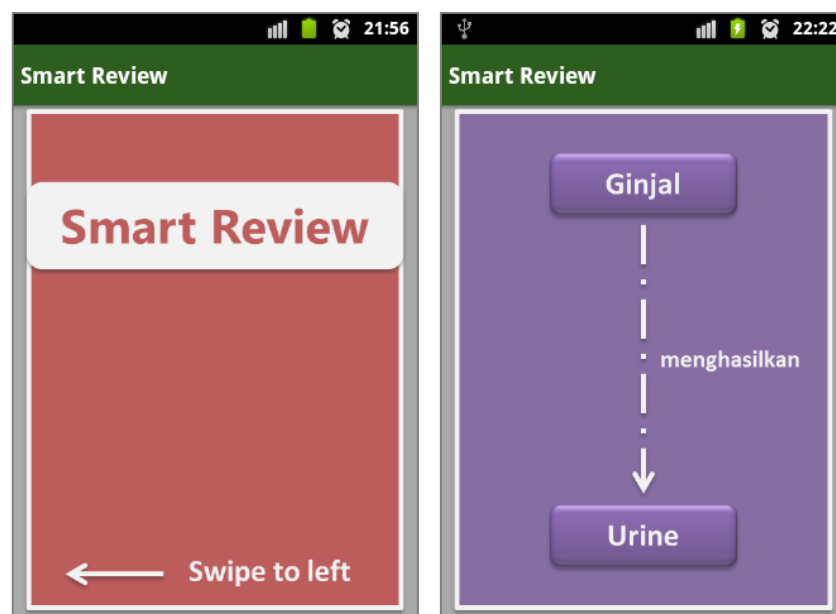 21:56
Smart Review
Smart Review
Swipe to left
22:22
Smart Review
Ginjal
menghasilkan
Urine